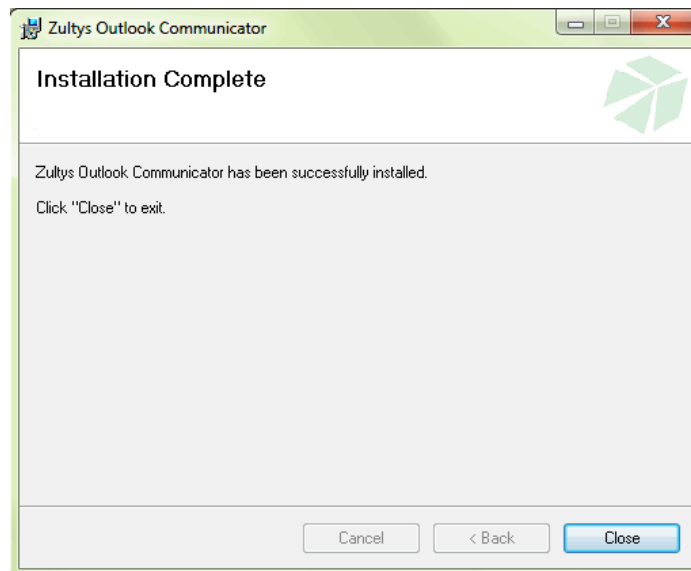 Zultys Outlook Communicator
Installation Complete
Zultys Outlook Communicator has been successfully installed.
Click "Close" to exit.
Cancel
< Back
Close